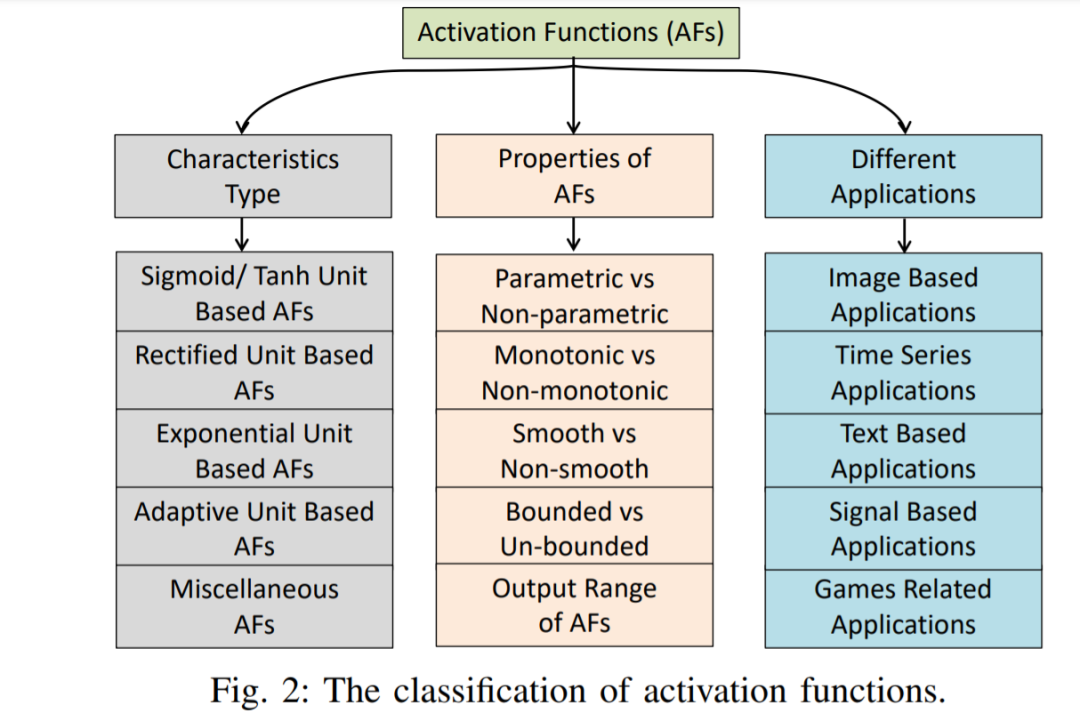 Activation Functions (AFs)
Characteristics
Type
Sigmoid/ Tanh Unit
Based AFs
Rectified Unit Based
AFs
Exponential Unit
Based AFs
Adaptive Unit Based
AFs
Miscellaneous
AFs
Properties of
AFs
Parametric vs
Non-parametric
Monotonic vs
Non-monotonic
Smooth vs
Non-smooth
Bounded vs
Un-bounded
Output Range
of AFs
Different
Applications
Image Based
Applications
Time Series
Applications
Text Based
Applications
Signal Based
Applications
Games Related
Applications
Fig. 2: The classification of activation functions.